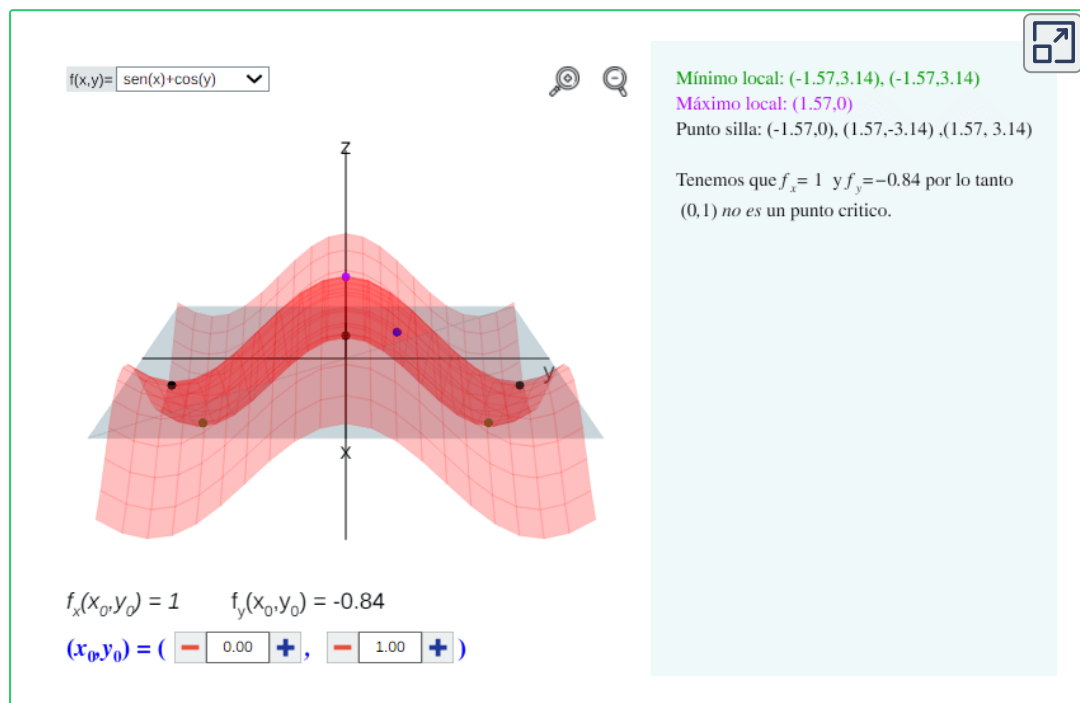 f(x,y)= sen(x)+cos(y)
Mínimo local: (-1.57,3.14), (-1.57,3.14)
Máximo local: (1.57,0)
Punto silla: (-1.57,0), (1.57,-3.14) ,(1.57, 3.14)
Tenemos que f_x= 1 y f_y=−0.84 por lo tanto
(0,1) no es un punto critico.
z
y
x
f_x(x_0,y_0) = 1 f_y(x_0,y_0) = -0.84
(x_0,y_0) = ( − 0.00 + , − 1.00 + )